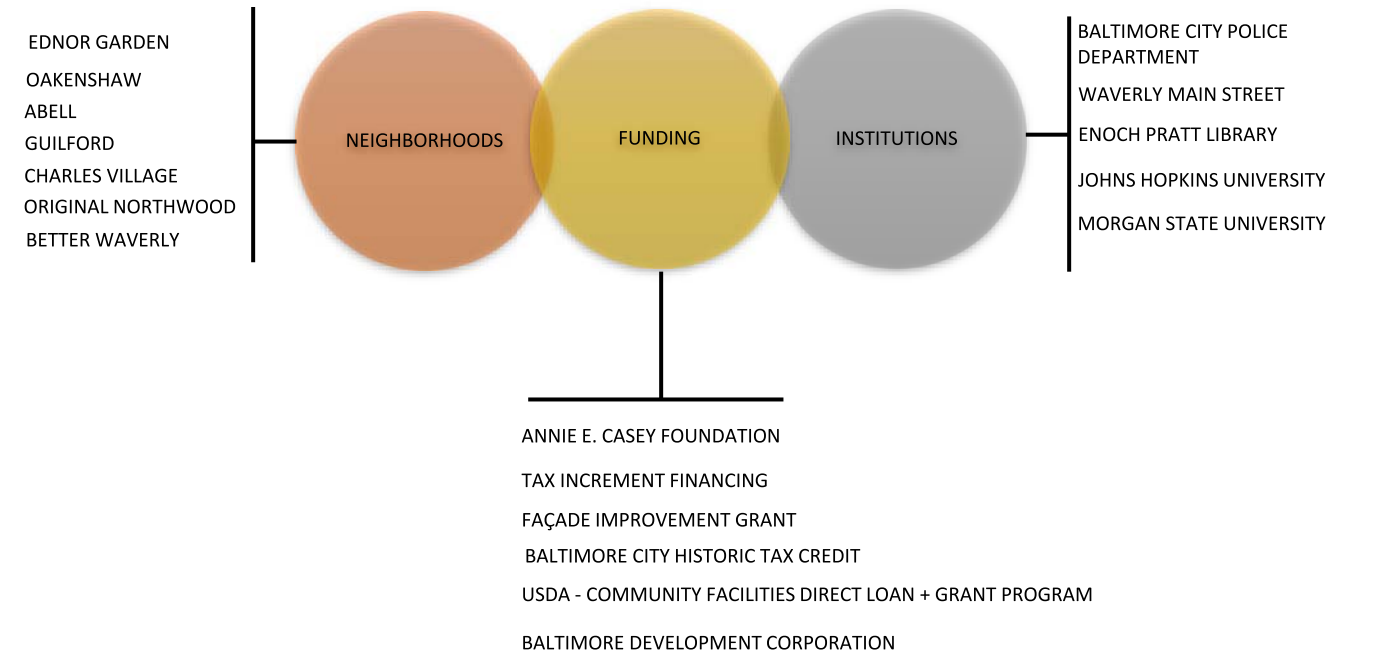 EDNOR GARDEN
OAKENSHAW
ABELL
GUILFORD
CHARLES VILLAGE
ORIGINAL NORTHWOOD
BETTER WAVERLY
NEIGHBORHOODS
FUNDING
INSTITUTIONS
BALTIMORE CITY POLICE
DEPARTMENT
WAVERLY MAIN STREET
ENOCH PRATT LIBRARY
JOHNS HOPKINS UNIVERSITY
MORGAN STATE UNIVERSITY
ANNIE E. CASEY FOUNDATION
TAX INCREMENT FINANCING
FAÇADE IMPROVEMENT GRANT
BALTIMORE CITY HISTORIC TAX CREDIT
USDA - COMMUNITY FACILITIES DIRECT LOAN + GRANT PROGRAM
BALTIMORE DEVELOPMENT CORPORATION